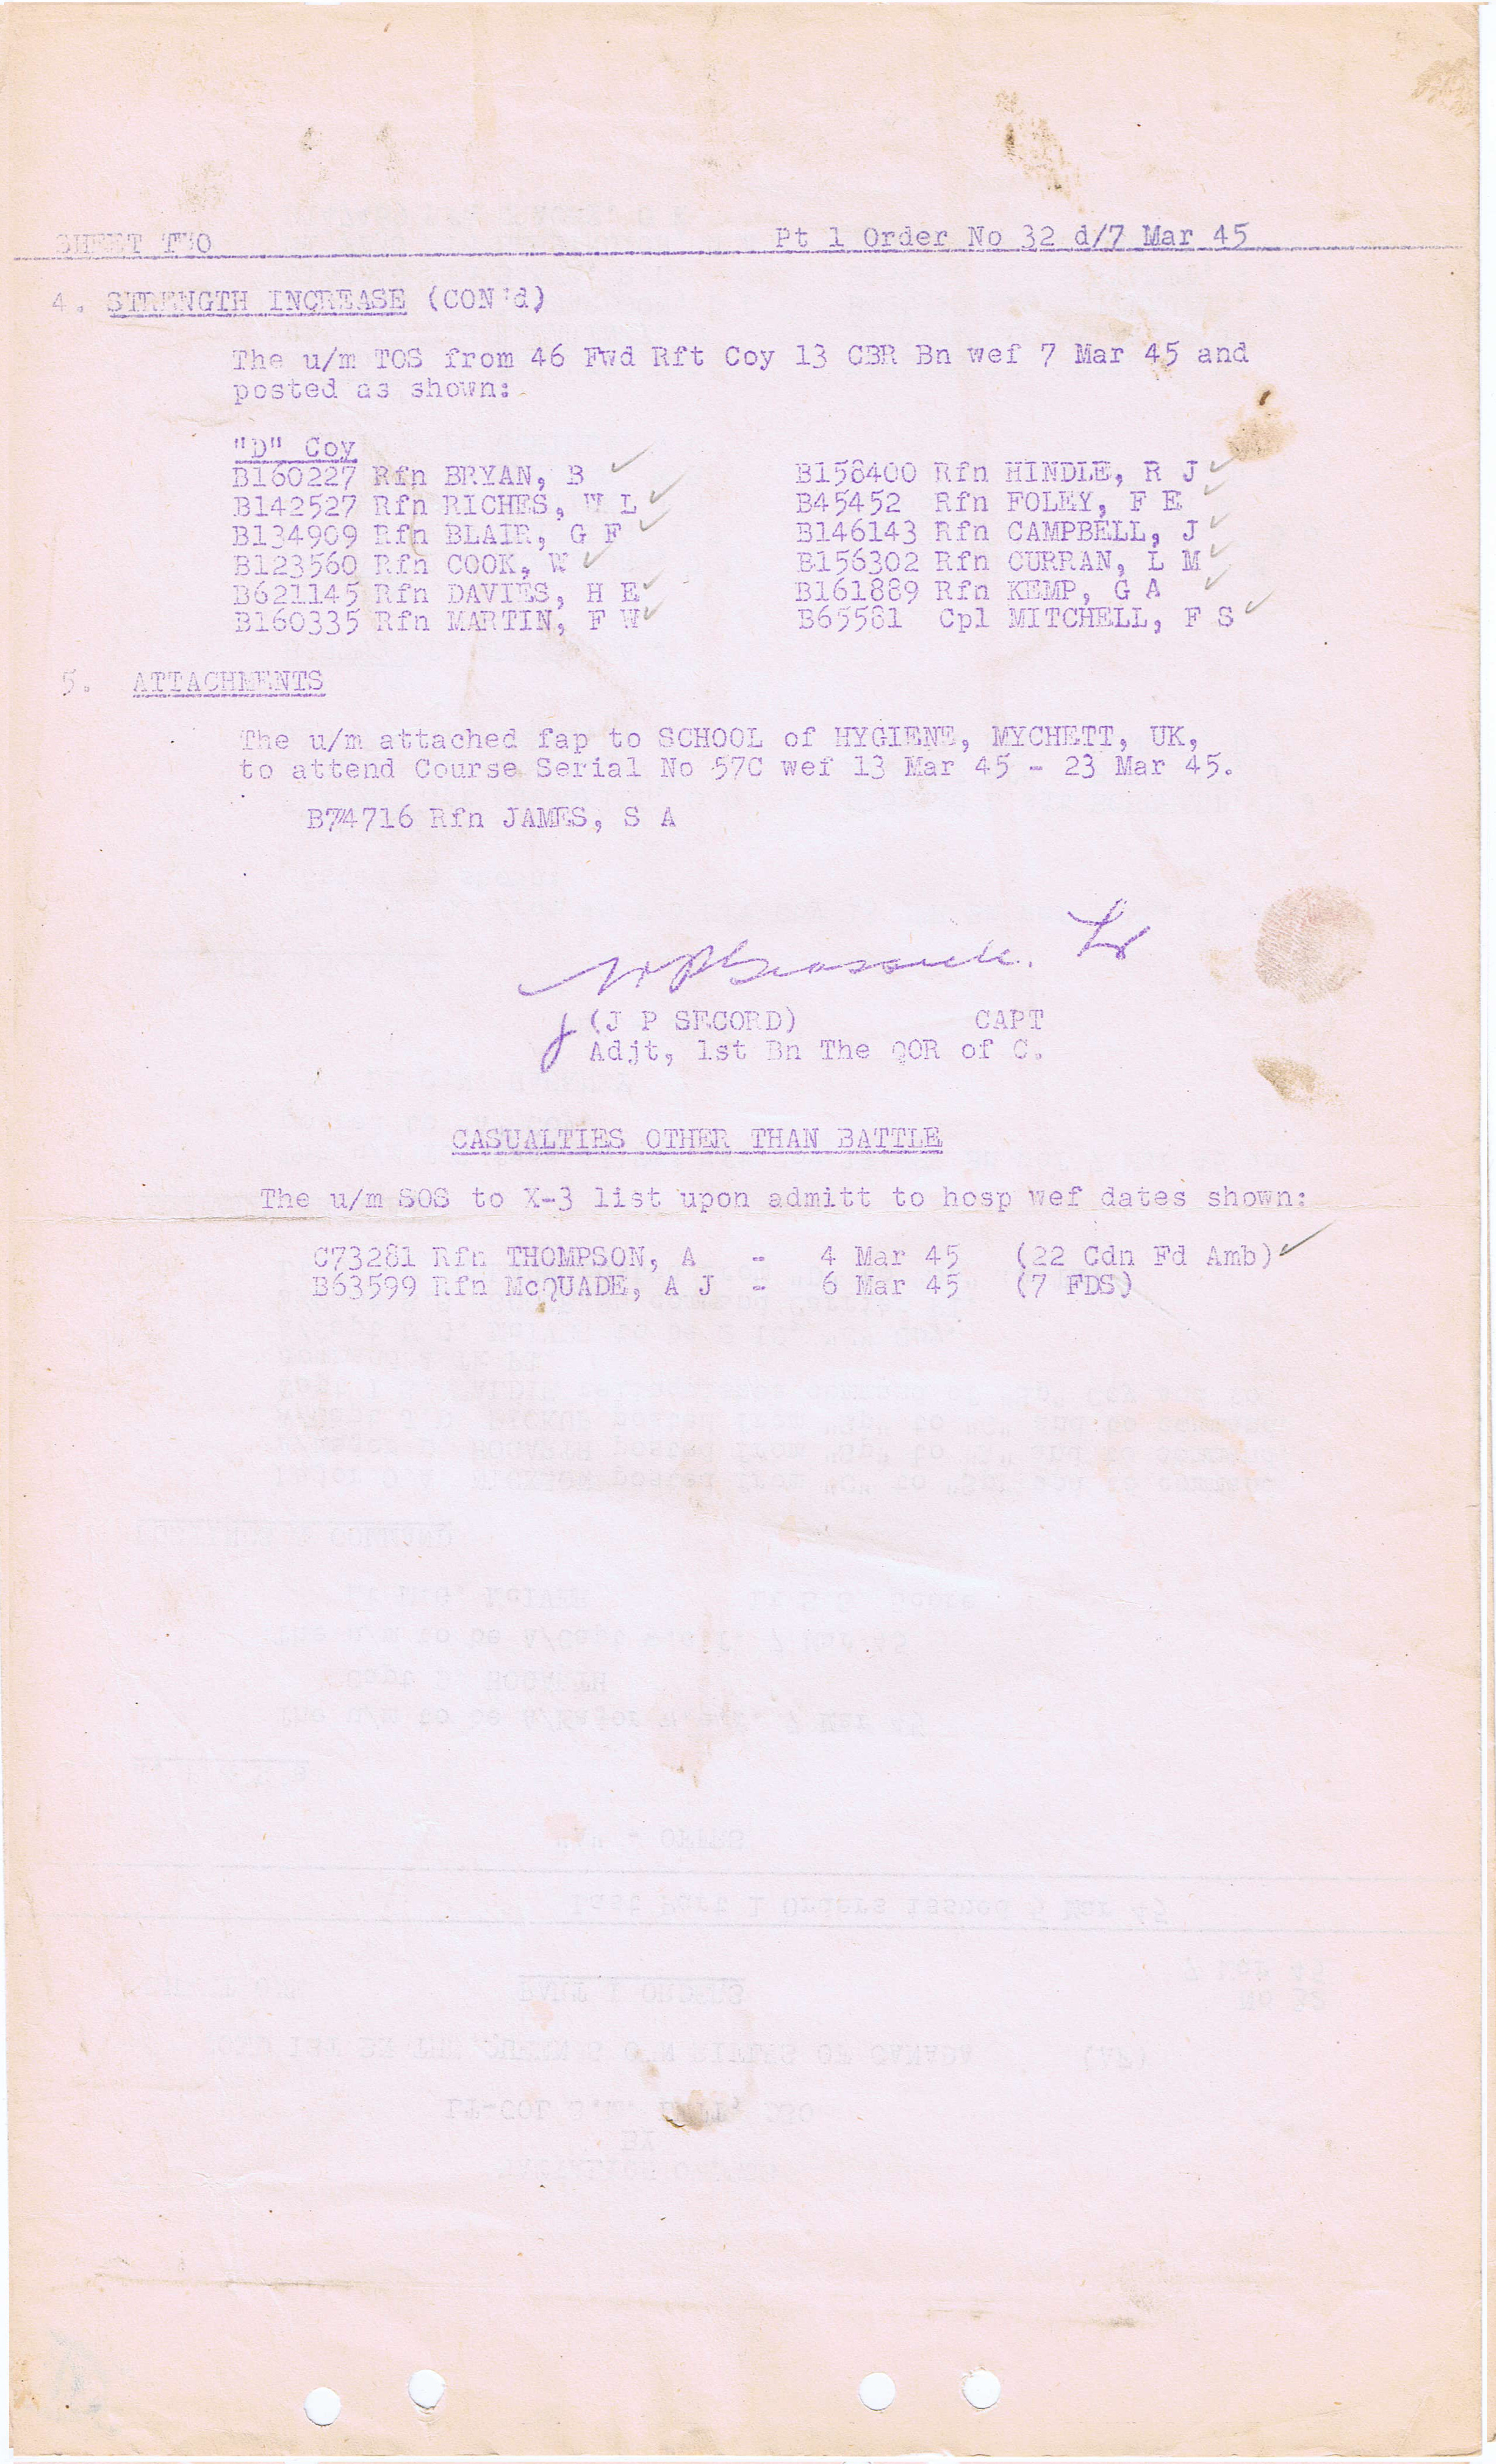 SHEET TWO Pt 1 Order No 32 d/7 Mar 45
4. STRENGTH INCREASE (CON'd)
The u/m TOS from 46 Fwd Rft Coy 13 CBR Bn wef 7 Mar 45 and
posted as shown:
"D" Coy
B160227 Rfn BRYAN, B B158400 Rfn HINDLE, R J
B142527 Rfn RICHES, W L B45452 Rfn FOLEY, F E
B134909 Rfn BLAIR, G F B146143 Rfn CAMPBELL, J
B123560 Rfn COOK, W B156302 Rfn CURRAN, L M
B621145 Rfn DAVIES, H E B161889 Rfn KEMP, G A
B160335 Rfn MARTIN, F W B65581 Cpl MITCHELL, F S
5. ATTACHMENTS
The u/m attached fap to SCHOOL of HYGIENE, MYCHETT, UK,
to attend Course Serial No 57C wef 13 Mar 45 - 23 Mar 45.
B74716 Rfn JAMES, S A
Lt
f (J P SECORD) CAPT
Adjt, 1st Bn The QOR of C.
CASUALTIES OTHER THAN BATTLE
The u/m SOS to X-3 list upon admitt to hosp wef dates shown:
C73281 Rfn THOMPSON, A - 4 Mar 45 (22 Cdn Fd Amb)
B63599 Rfn McQUADE, A J - 6 Mar 45 (7 FDS)